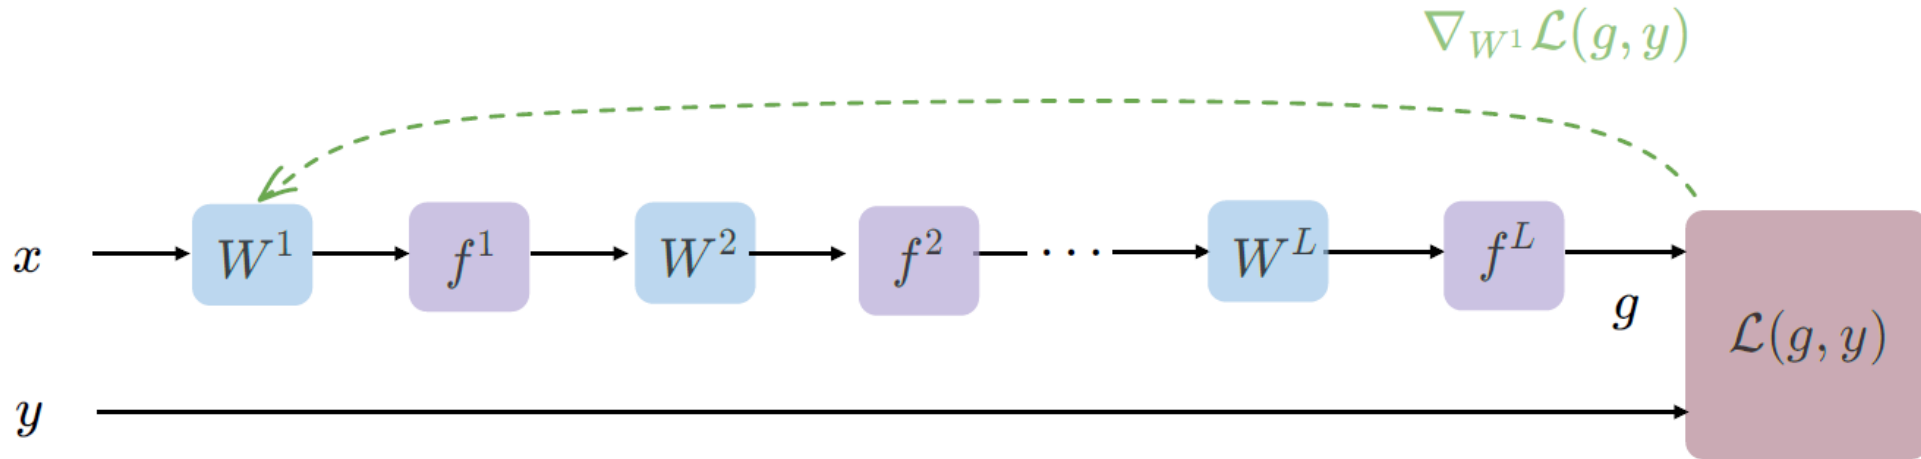 ∇_{W^1} ℒ(g, y)
x W^1 f^1 W^2 f^2 ··· W^L f^L
g
ℒ(g, y)
y